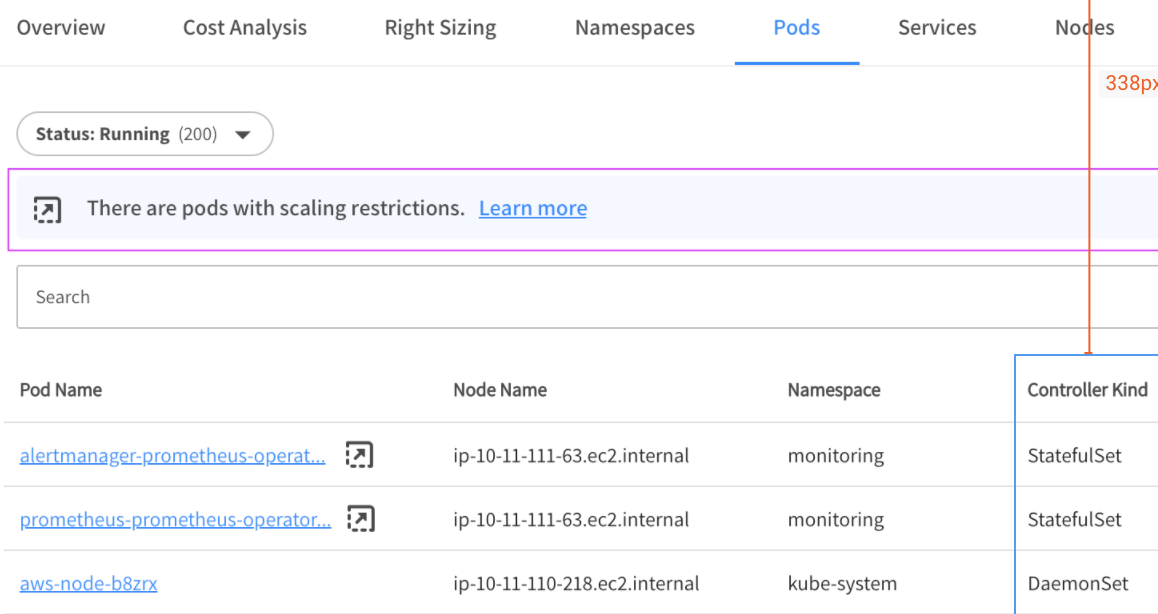 Overview Cost Analysis Right Sizing Namespaces Pods Services Nodes
338px
Status: Running (200)
There are pods with scaling restrictions. Learn more
Search
Pod Name Node Name Namespace Controller Kind
alertmanager-prometheus-operat... ip-10-11-111-63.ec2.internal monitoring StatefulSet
prometheus-prometheus-operator... ip-10-11-111-63.ec2.internal monitoring StatefulSet
aws-node-b8zrx ip-10-11-110-218.ec2.internal kube-system DaemonSet